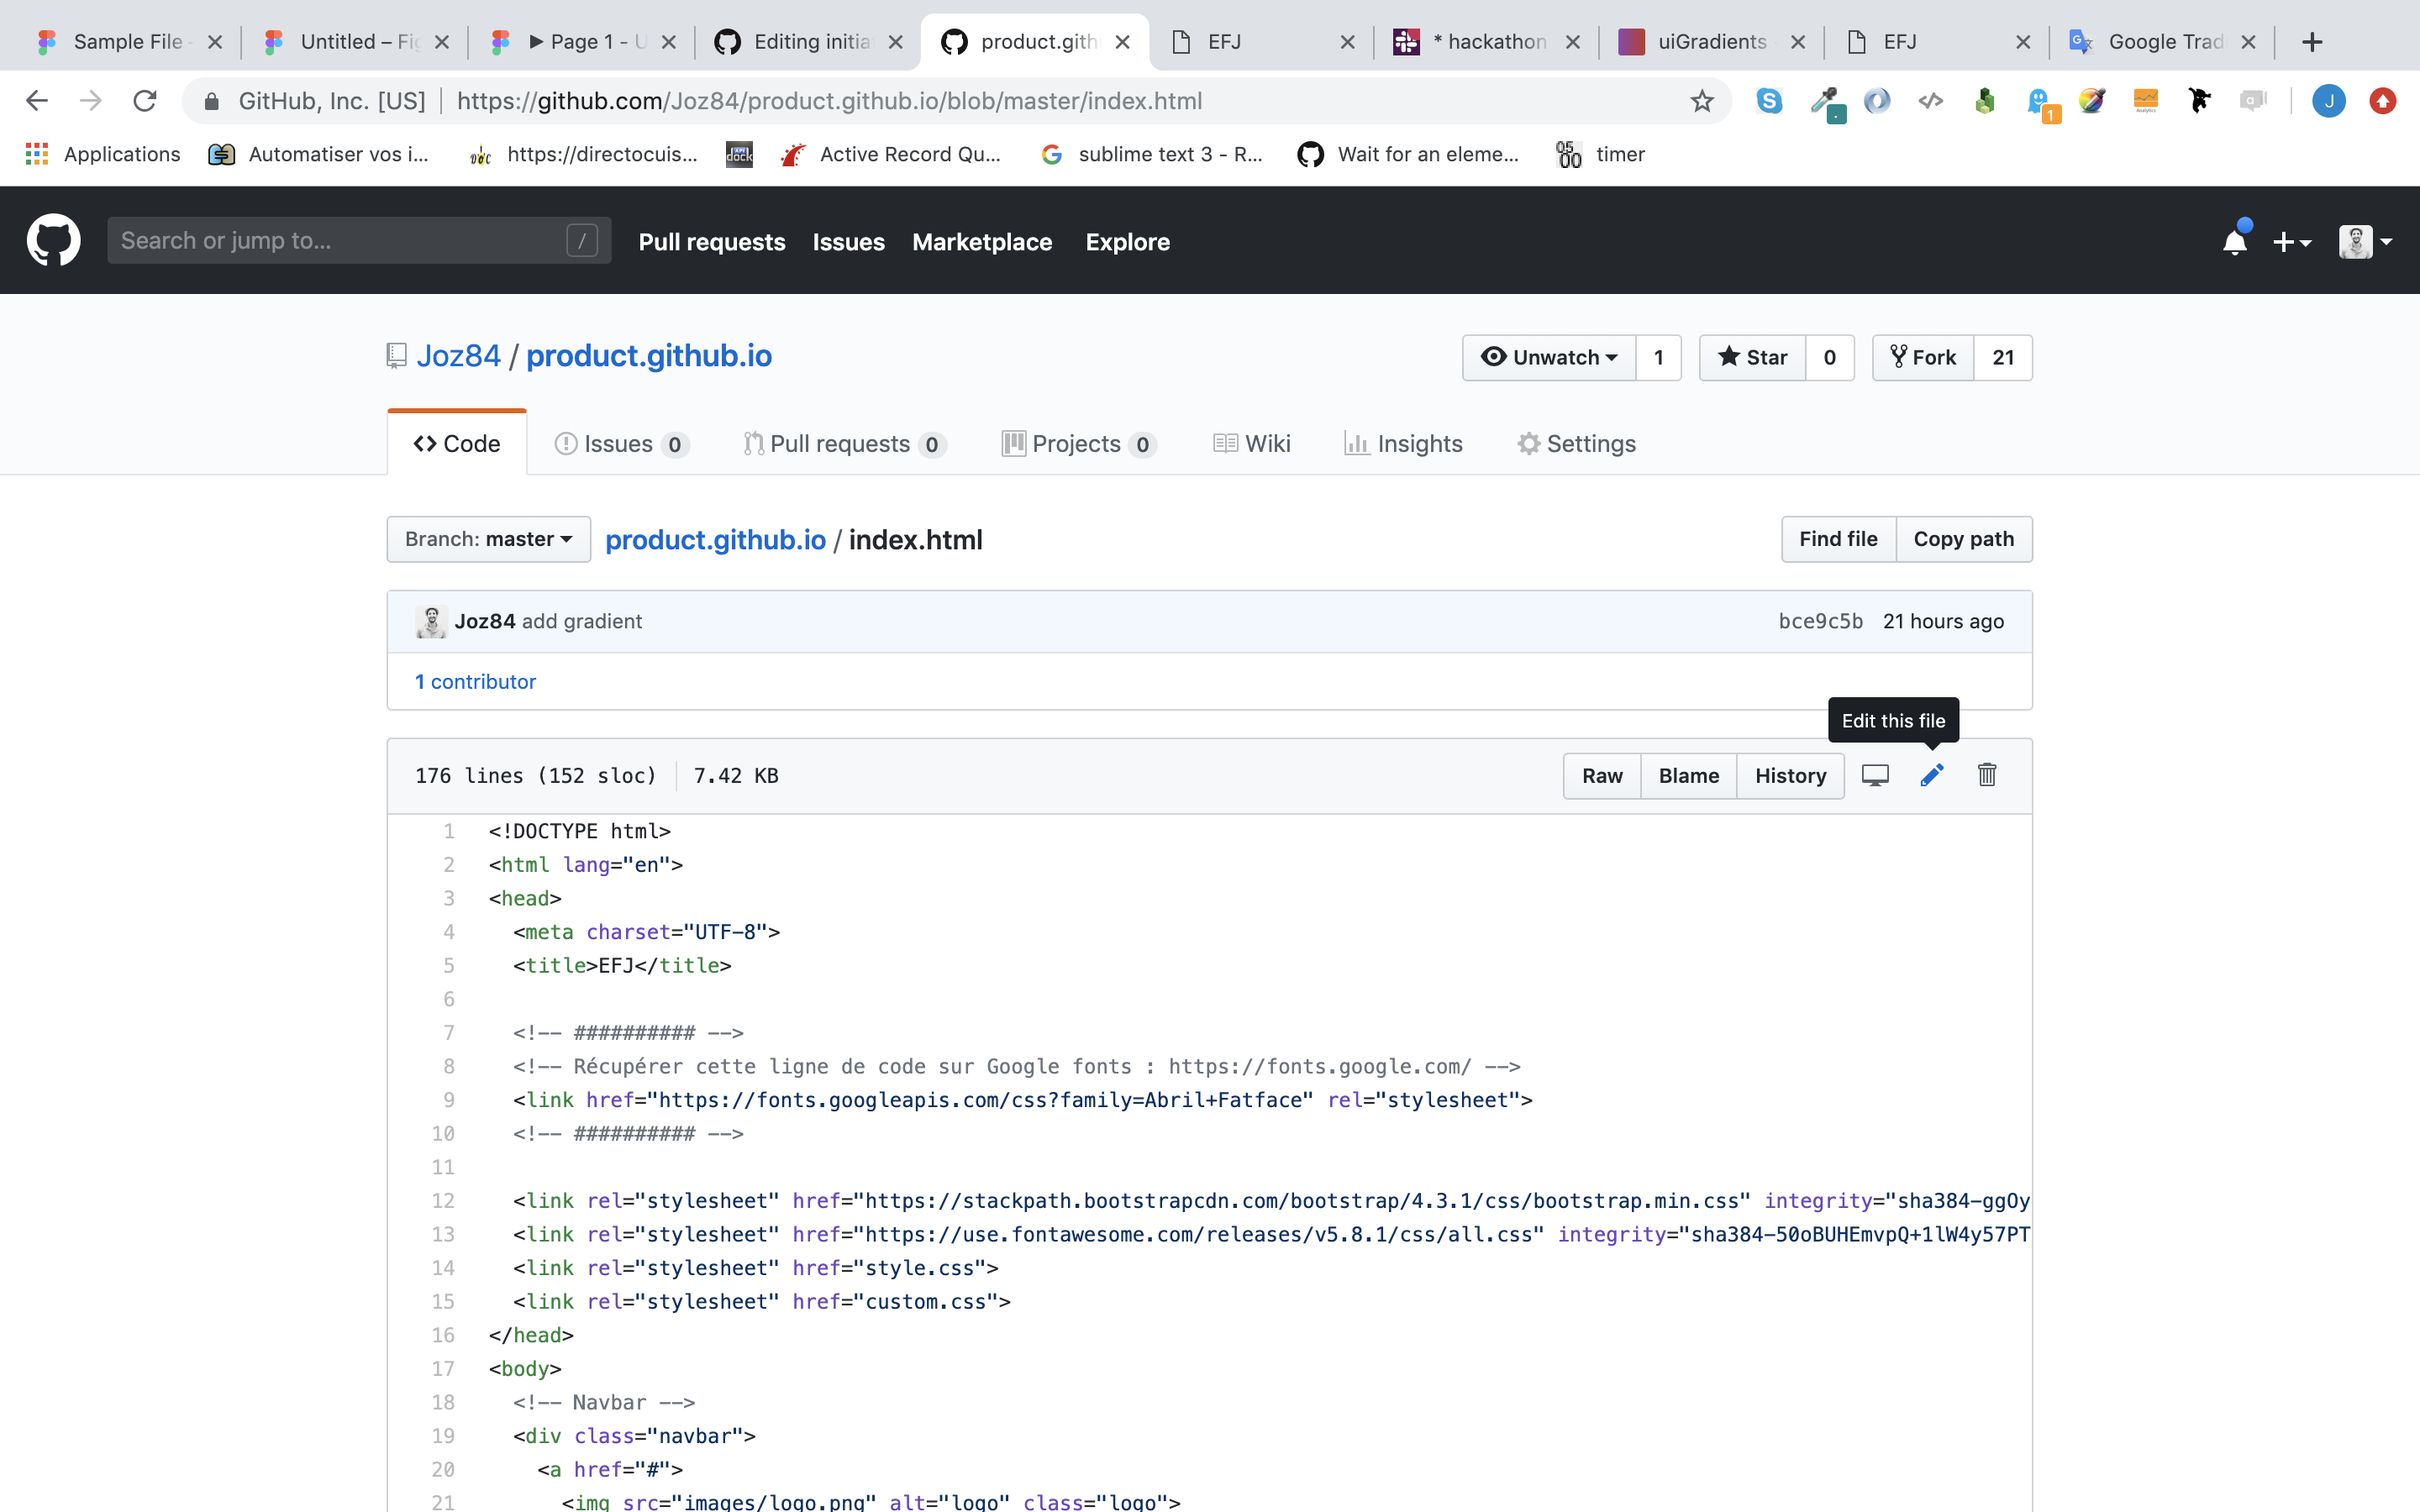 Sample File -
Untitled – Fig
▶ Page 1 - U
Editing initia
product.gith
EFJ
* hackathon
uiGradients -
EFJ
Google Trad
GitHub, Inc. [US] https://github.com/Joz84/product.github.io/blob/master/index.html
1
J
Applications
Automatiser vos i...
https://directocuis...
Active Record Qu...
sublime text 3 - R...
Wait for an eleme...
timer
Search or jump to... /
Pull requests Issues Marketplace Explore
Joz84 / product.github.io
Unwatch 1
Star 0
Fork 21
Code
Issues 0
Pull requests 0
Projects 0
Wiki
Insights
Settings
Branch: master
product.github.io / index.html
Find file Copy path
Joz84 add gradient
bce9c5b 21 hours ago
1 contributor
Edit this file
176 lines (152 sloc) 7.42 KB
Raw Blame History
1 <!DOCTYPE html>
2 <html lang="en">
3 <head>
4 <meta charset="UTF-8">
5 <title>EFJ</title>
6
7 <!-- ########## -->
8 <!-- Récupérer cette ligne de code sur Google fonts : https://fonts.google.com/ -->
9 <link href="https://fonts.googleapis.com/css?family=Abril+Fatface" rel="stylesheet">
10 <!-- ########## -->
11
12 <link rel="stylesheet" href="https://stackpath.bootstrapcdn.com/bootstrap/4.3.1/css/bootstrap.min.css" integrity="sha384-ggOy
13 <link rel="stylesheet" href="https://use.fontawesome.com/releases/v5.8.1/css/all.css" integrity="sha384-50oBUHEmvpQ+1lW4y57PT
14 <link rel="stylesheet" href="style.css">
15 <link rel="stylesheet" href="custom.css">
16 </head>
17 <body>
18 <!-- Navbar -->
19 <div class="navbar">
20 <a href="#">
21 <img src="images/logo.png" alt="logo" class="logo">